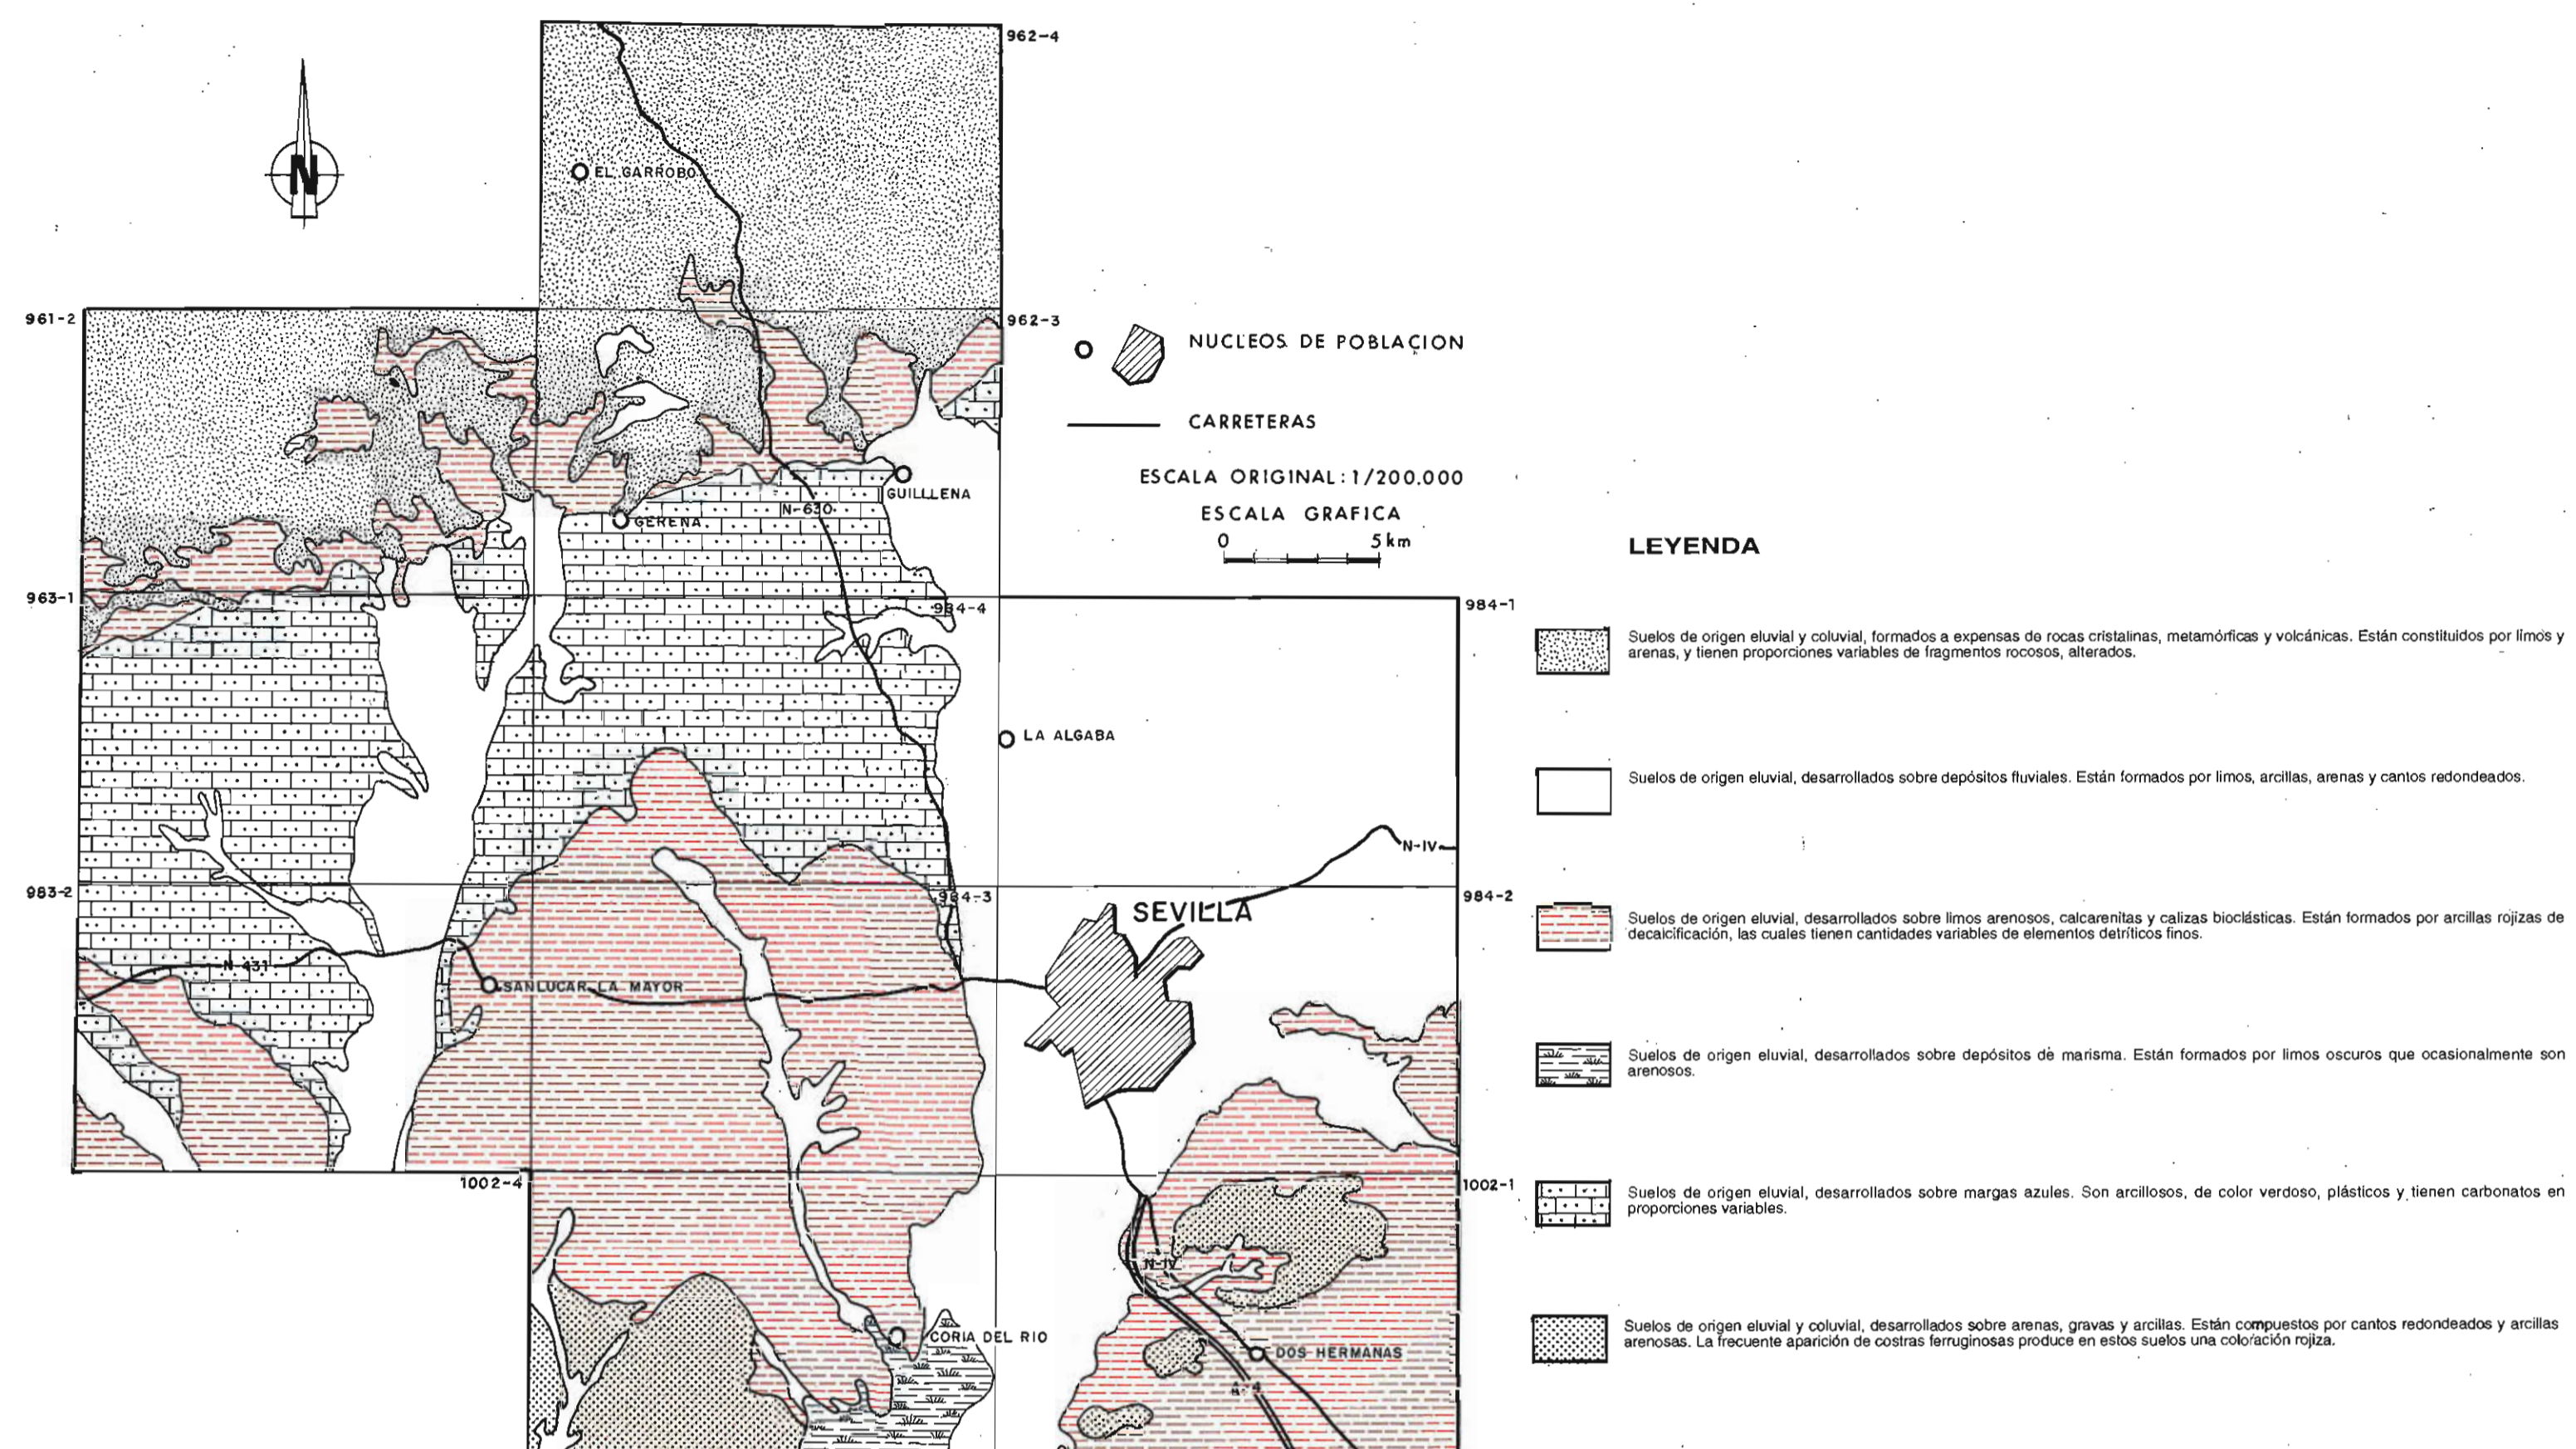 962-4
N
EL GARROBO
961-2
962-3
NUCLEOS DE POBLACION
CARRETERAS
ESCALA ORIGINAL: 1/200.000
GUILLLENA
N-630
ESCALA GRAFICA
GERENA
0 5 km
LEYENDA
963-1
984-4
984-1
Suelos de origen eluvial y coluvial, formados a expensas de rocas cristalinas, metamórficas y volcánicas. Están constituidos por limos y
arenas, y tienen proporciones variables de fragmentos rocosos, alterados.
LA ALGABA
Suelos de origen eluvial, desarrollados sobre depósitos fluviales. Están formados por limos, arcillas, arenas y cantos redondeados.
N-IV
983-2
984-3
984-2
SEVILLA
Suelos de origen eluvial, desarrollados sobre limos arenosos, calcarenitas y calizas bioclásticas. Están formados por arcillas rojizas de
decalcificación, las cuales tienen cantidades variables de elementos detríticos finos.
N-431
SANLUCAR LA MAYOR
Suelos de origen eluvial, desarrollados sobre depósitos de marisma. Están formados por limos oscuros que ocasionalmente son
arenosos.
1002-4
1002-1
Suelos de origen eluvial, desarrollados sobre margas azules. Son arcillosos, de color verdoso, plásticos y tienen carbonatos en
proporciones variables.
N-IV
CORIA DEL RIO
DOS HERMANAS
Suelos de origen eluvial y coluvial, desarrollados sobre arenas, gravas y arcillas. Están compuestos por cantos redondeados y arcillas
arenosas. La frecuente aparición de costras ferruginosas produce en estos suelos una coloración rojiza.
A-4